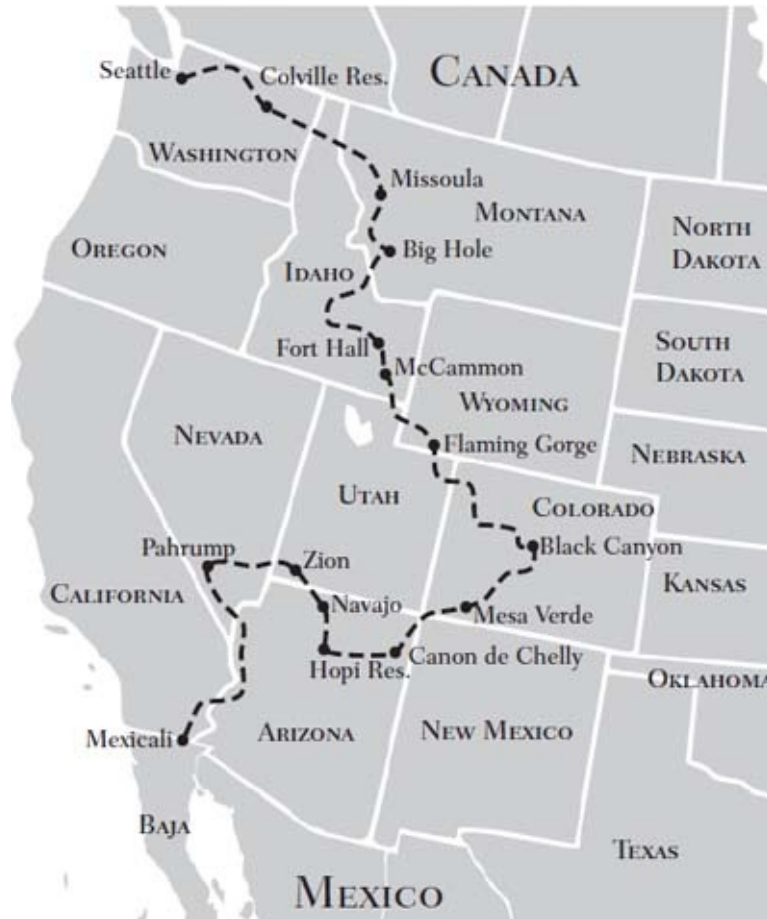 Seattle
Colville Res.
CANADA
WASHINGTON
Missoula
MONTANA
NORTH
DAKOTA
OREGON
Big Hole
IDAHO
Fort Hall
SOUTH
DAKOTA
McCammon
WYOMING
NEVADA
Flaming Gorge
NEBRASKA
UTAH
COLORADO
Pahrump
Zion
Black Canyon
KANSAS
CALIFORNIA
Navajo
Mesa Verde
Hopi Res.
Canon de Chelly
OKLAHOMA
Mexicali
ARIZONA
NEW MEXICO
BAJA
TEXAS
MEXICO